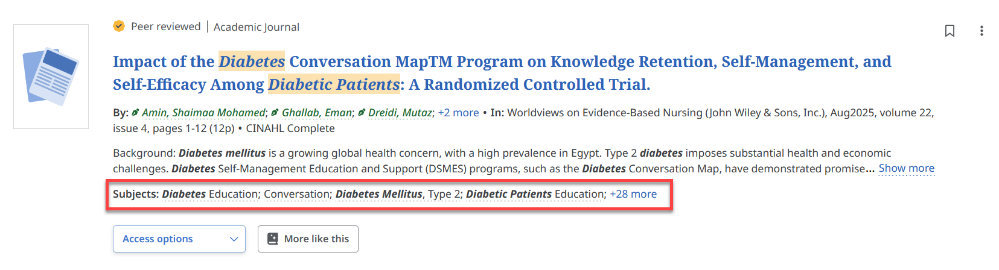 Peer reviewed | Academic Journal
Impact of the Diabetes Conversation MapTM Program on Knowledge Retention, Self-Management, and
Self-Efficacy Among Diabetic Patients: A Randomized Controlled Trial.
By: Amin, Shaimaa Mohamed; Ghallab, Eman; Dreidi, Mutaz; +2 more • In: Worldviews on Evidence-Based Nursing (John Wiley & Sons, Inc.), Aug2025, volume 22,
issue 4, pages 1-12 (12p) • CINAHL Complete
Background: Diabetes mellitus is a growing global health concern, with a high prevalence in Egypt. Type 2 diabetes imposes substantial health and economic
challenges. Diabetes Self-Management Education and Support (DSMES) programs, such as the Diabetes Conversation Map, have demonstrated promise... Show more
Subjects: Diabetes Education; Conversation; Diabetes Mellitus, Type 2; Diabetic Patients Education; +28 more
Access options
More like this